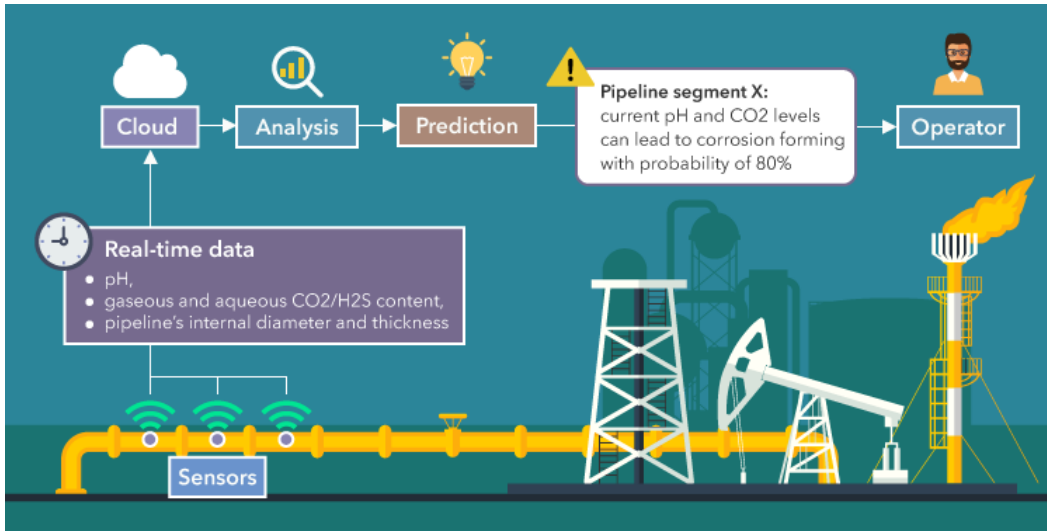 Cloud
Analysis
Prediction
Pipeline segment X:
current pH and CO2 levels
can lead to corrosion forming
with probability of 80%
Operator
Real-time data
• pH,
• gaseous and aqueous CO2/H2S content,
• pipeline's internal diameter and thickness
Sensors